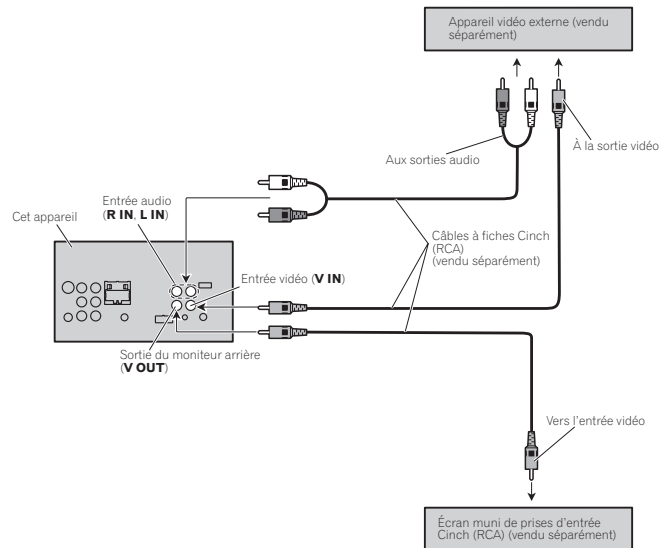 Appareil vidéo externe (vendu
séparément)
À la sortie vidéo
Aux sorties audio
Entrée audio
(R IN, L IN)
Cet appareil
Câbles à fiches Cinch
(RCA)
(vendu séparément)
Entrée vidéo (V IN)
Sortie du moniteur arrière
(V OUT)
Vers l'entrée vidéo
Écran muni de prises d'entrée
Cinch (RCA) (vendu séparément)